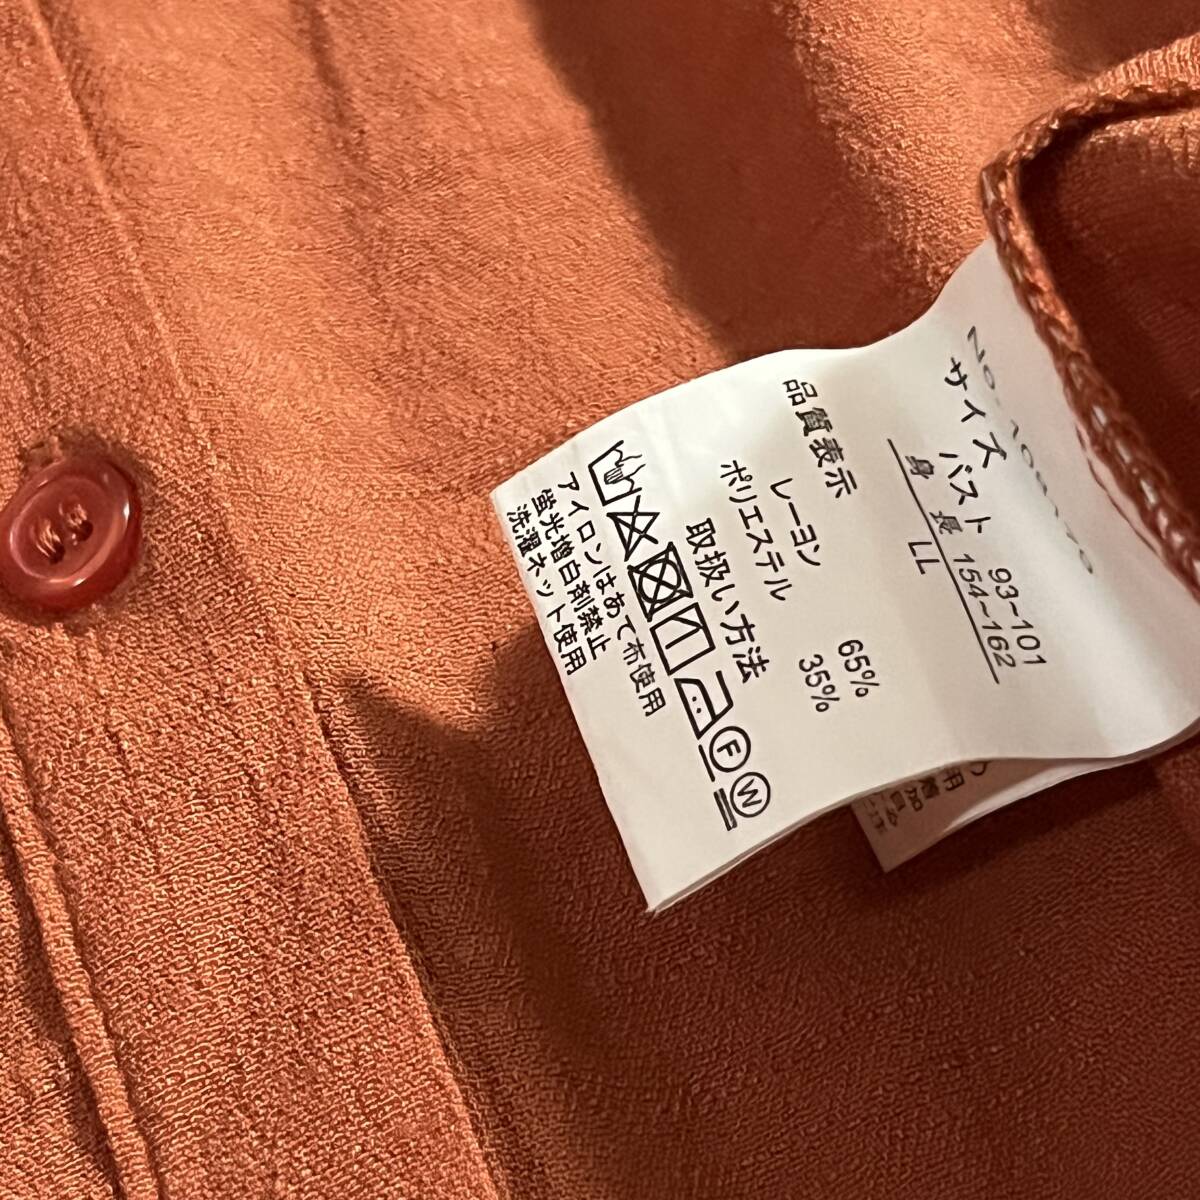 サイズ
バスト 93~101
身長 154~162
LL
品質表示
レーヨン 65%
ポリエステル 35%
取扱い方法
F
W
アイロンはあて布使用
蛍光増白剤禁止
洗濯ネット使用